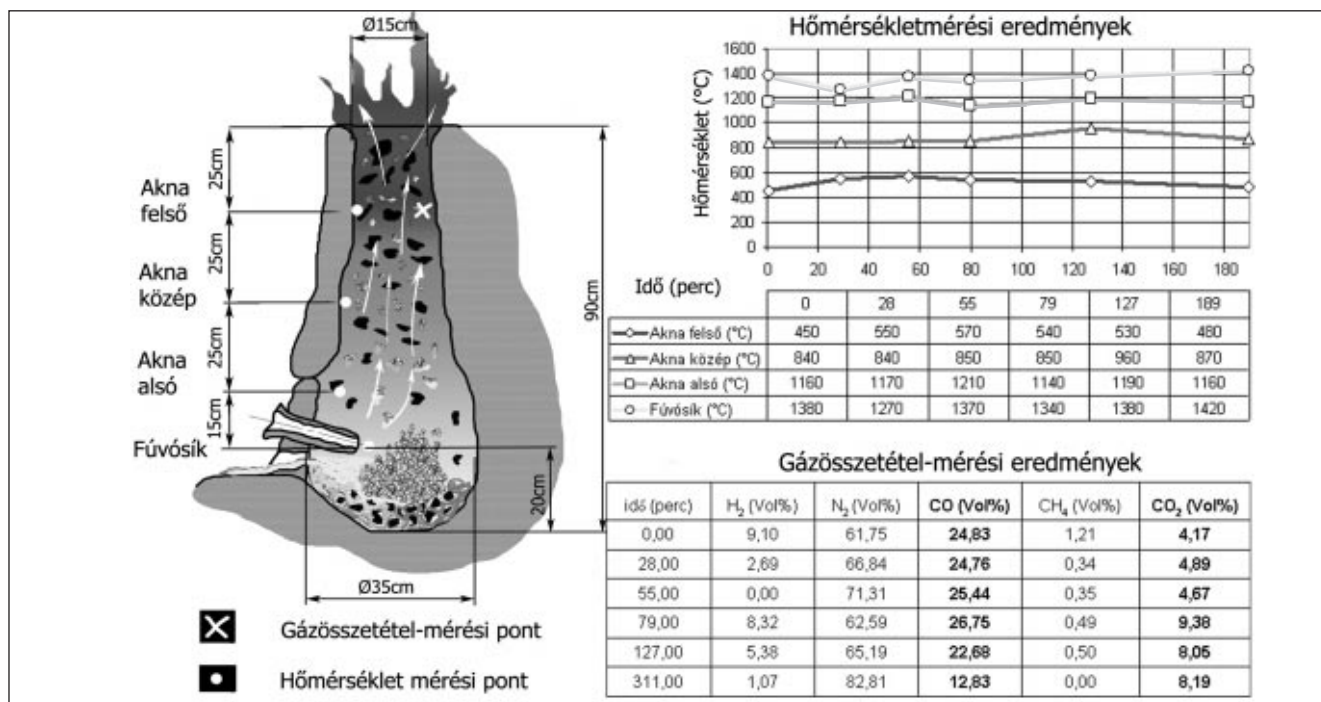 Ø15cm
25cm
Akna
felső
25cm
Akna
közép
25cm
Akna
alsó
15cm
Fúvósík
90cm
20cm
Ø35cm
Gázösszetétel-mérési pont
Hőmérséklet mérési pont
Hőmérsékletmérési eredmények
Hőmérséklet (°C)
1600
1400
1200
1000
800
600
400
200
0
0 20 40 60 80 100 120 140 160 180
Idő (perc)
0 28 55 79 127 189
Akna felső (°C) 450 550 570 540 530 480
Akna közép (°C) 840 840 850 850 960 870
Akna alsó (°C) 1160 1170 1210 1140 1190 1160
Fúvósík (°C) 1380 1270 1370 1340 1380 1420
Gázösszetétel-mérési eredmények
idő (perc) H2 (Vol%) N2 (Vol%) CO (Vol%) CH4 (Vol%) CO2 (Vol%)
0,00 9,10 61,75 24,83 1,21 4,17
28,00 2,69 66,84 24,76 0,34 4,89
55,00 0,00 71,31 25,44 0,35 4,67
79,00 8,32 62,59 26,75 0,49 9,38
127,00 5,38 65,19 22,68 0,50 8,05
311,00 1,07 82,81 12,83 0,00 8,19